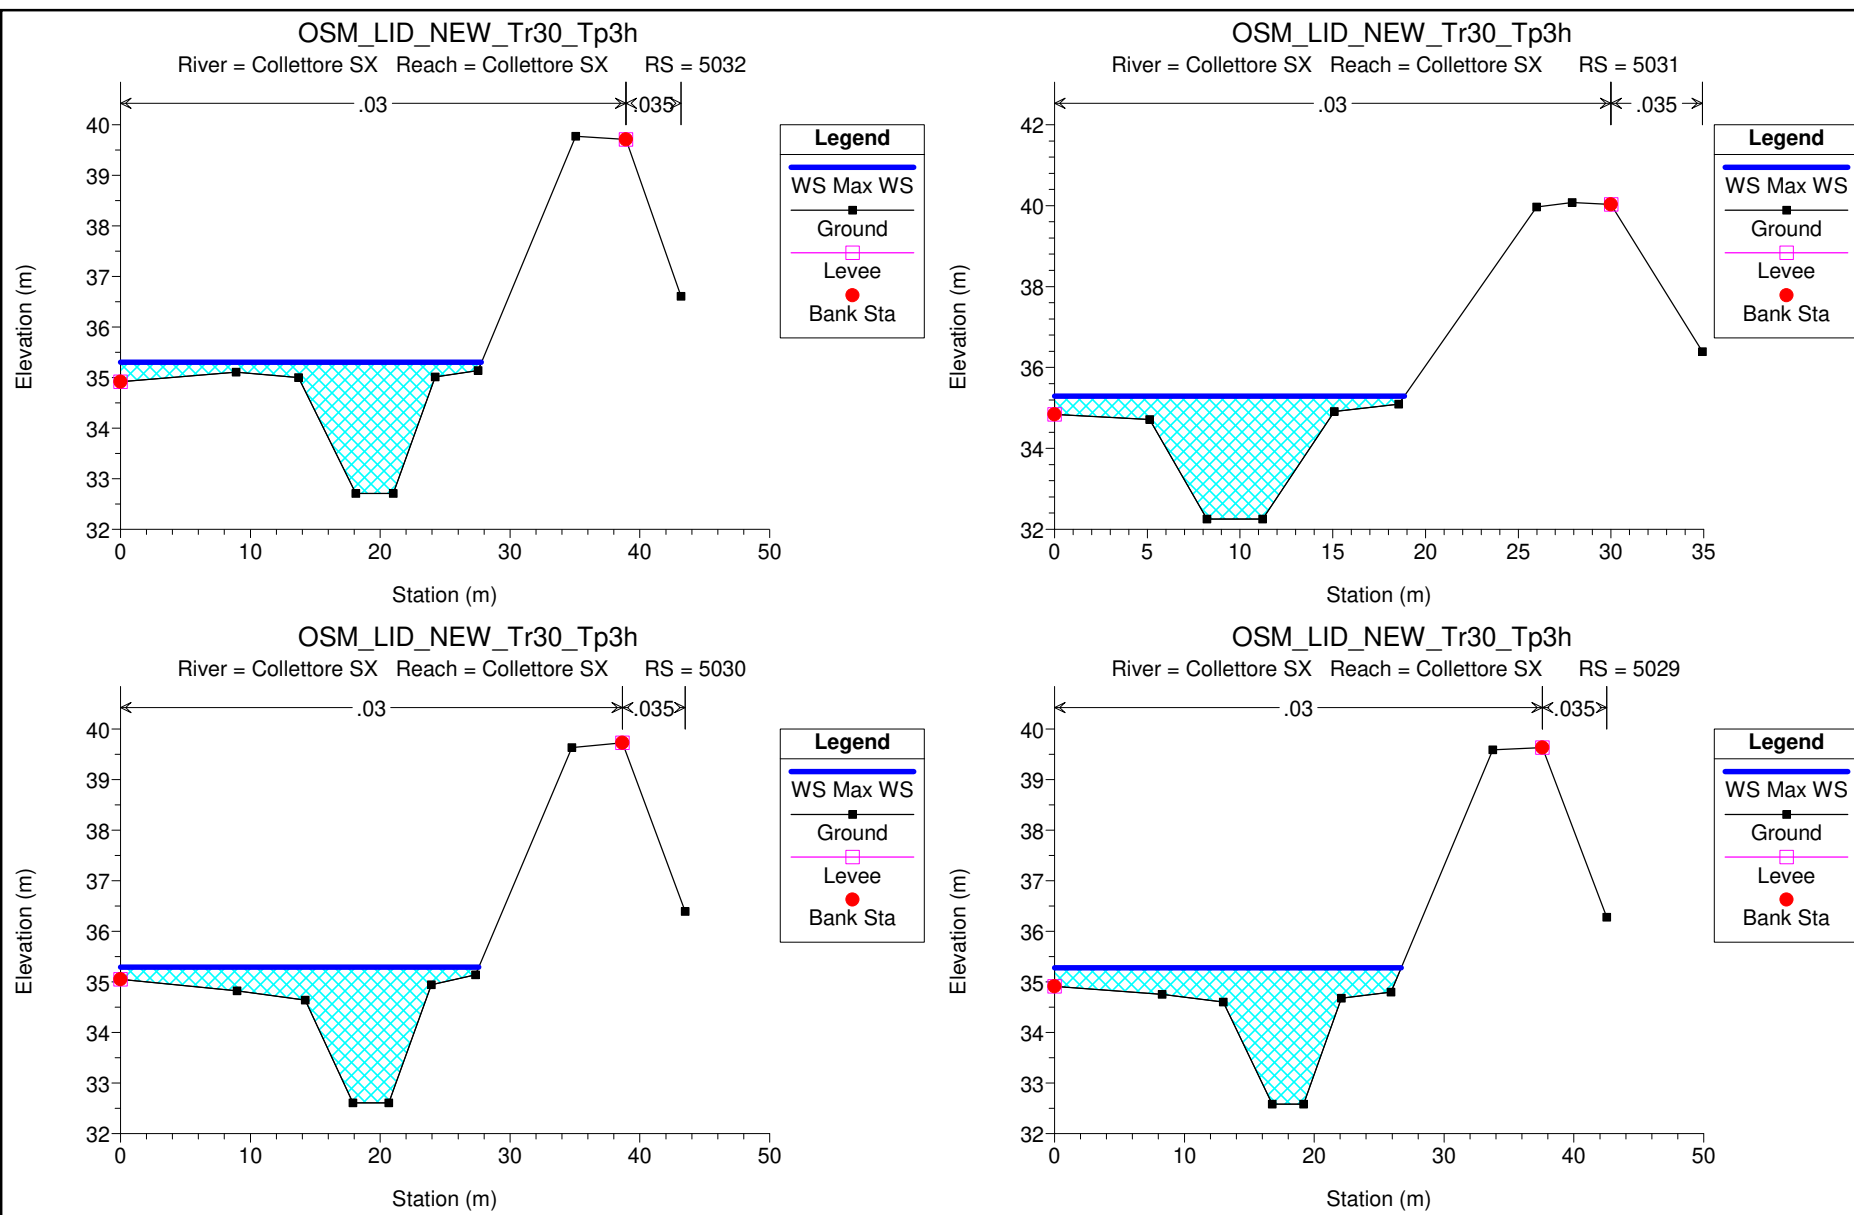 OSM_LID_NEW_Tr30_Tp3h
River = Collettore SX Reach = Collettore SX RS = 5032
.03
.035
40
39
38
37
36
35
34
33
32
Elevation (m)
0 10 20 30 40 50
Station (m)
Legend
WS Max WS
Ground
Levee
Bank Sta
OSM_LID_NEW_Tr30_Tp3h
River = Collettore SX Reach = Collettore SX RS = 5031
.03
.035
42
40
38
36
34
32
Elevation (m)
0 5 10 15 20 25 30 35
Station (m)
Legend
WS Max WS
Ground
Levee
Bank Sta
OSM_LID_NEW_Tr30_Tp3h
River = Collettore SX Reach = Collettore SX RS = 5030
.03
.035
40
39
38
37
36
35
34
33
32
Elevation (m)
0 10 20 30 40 50
Station (m)
Legend
WS Max WS
Ground
Levee
Bank Sta
OSM_LID_NEW_Tr30_Tp3h
River = Collettore SX Reach = Collettore SX RS = 5029
.03
.035
40
39
38
37
36
35
34
33
32
Elevation (m)
0 10 20 30 40 50
Station (m)
Legend
WS Max WS
Ground
Levee
Bank Sta